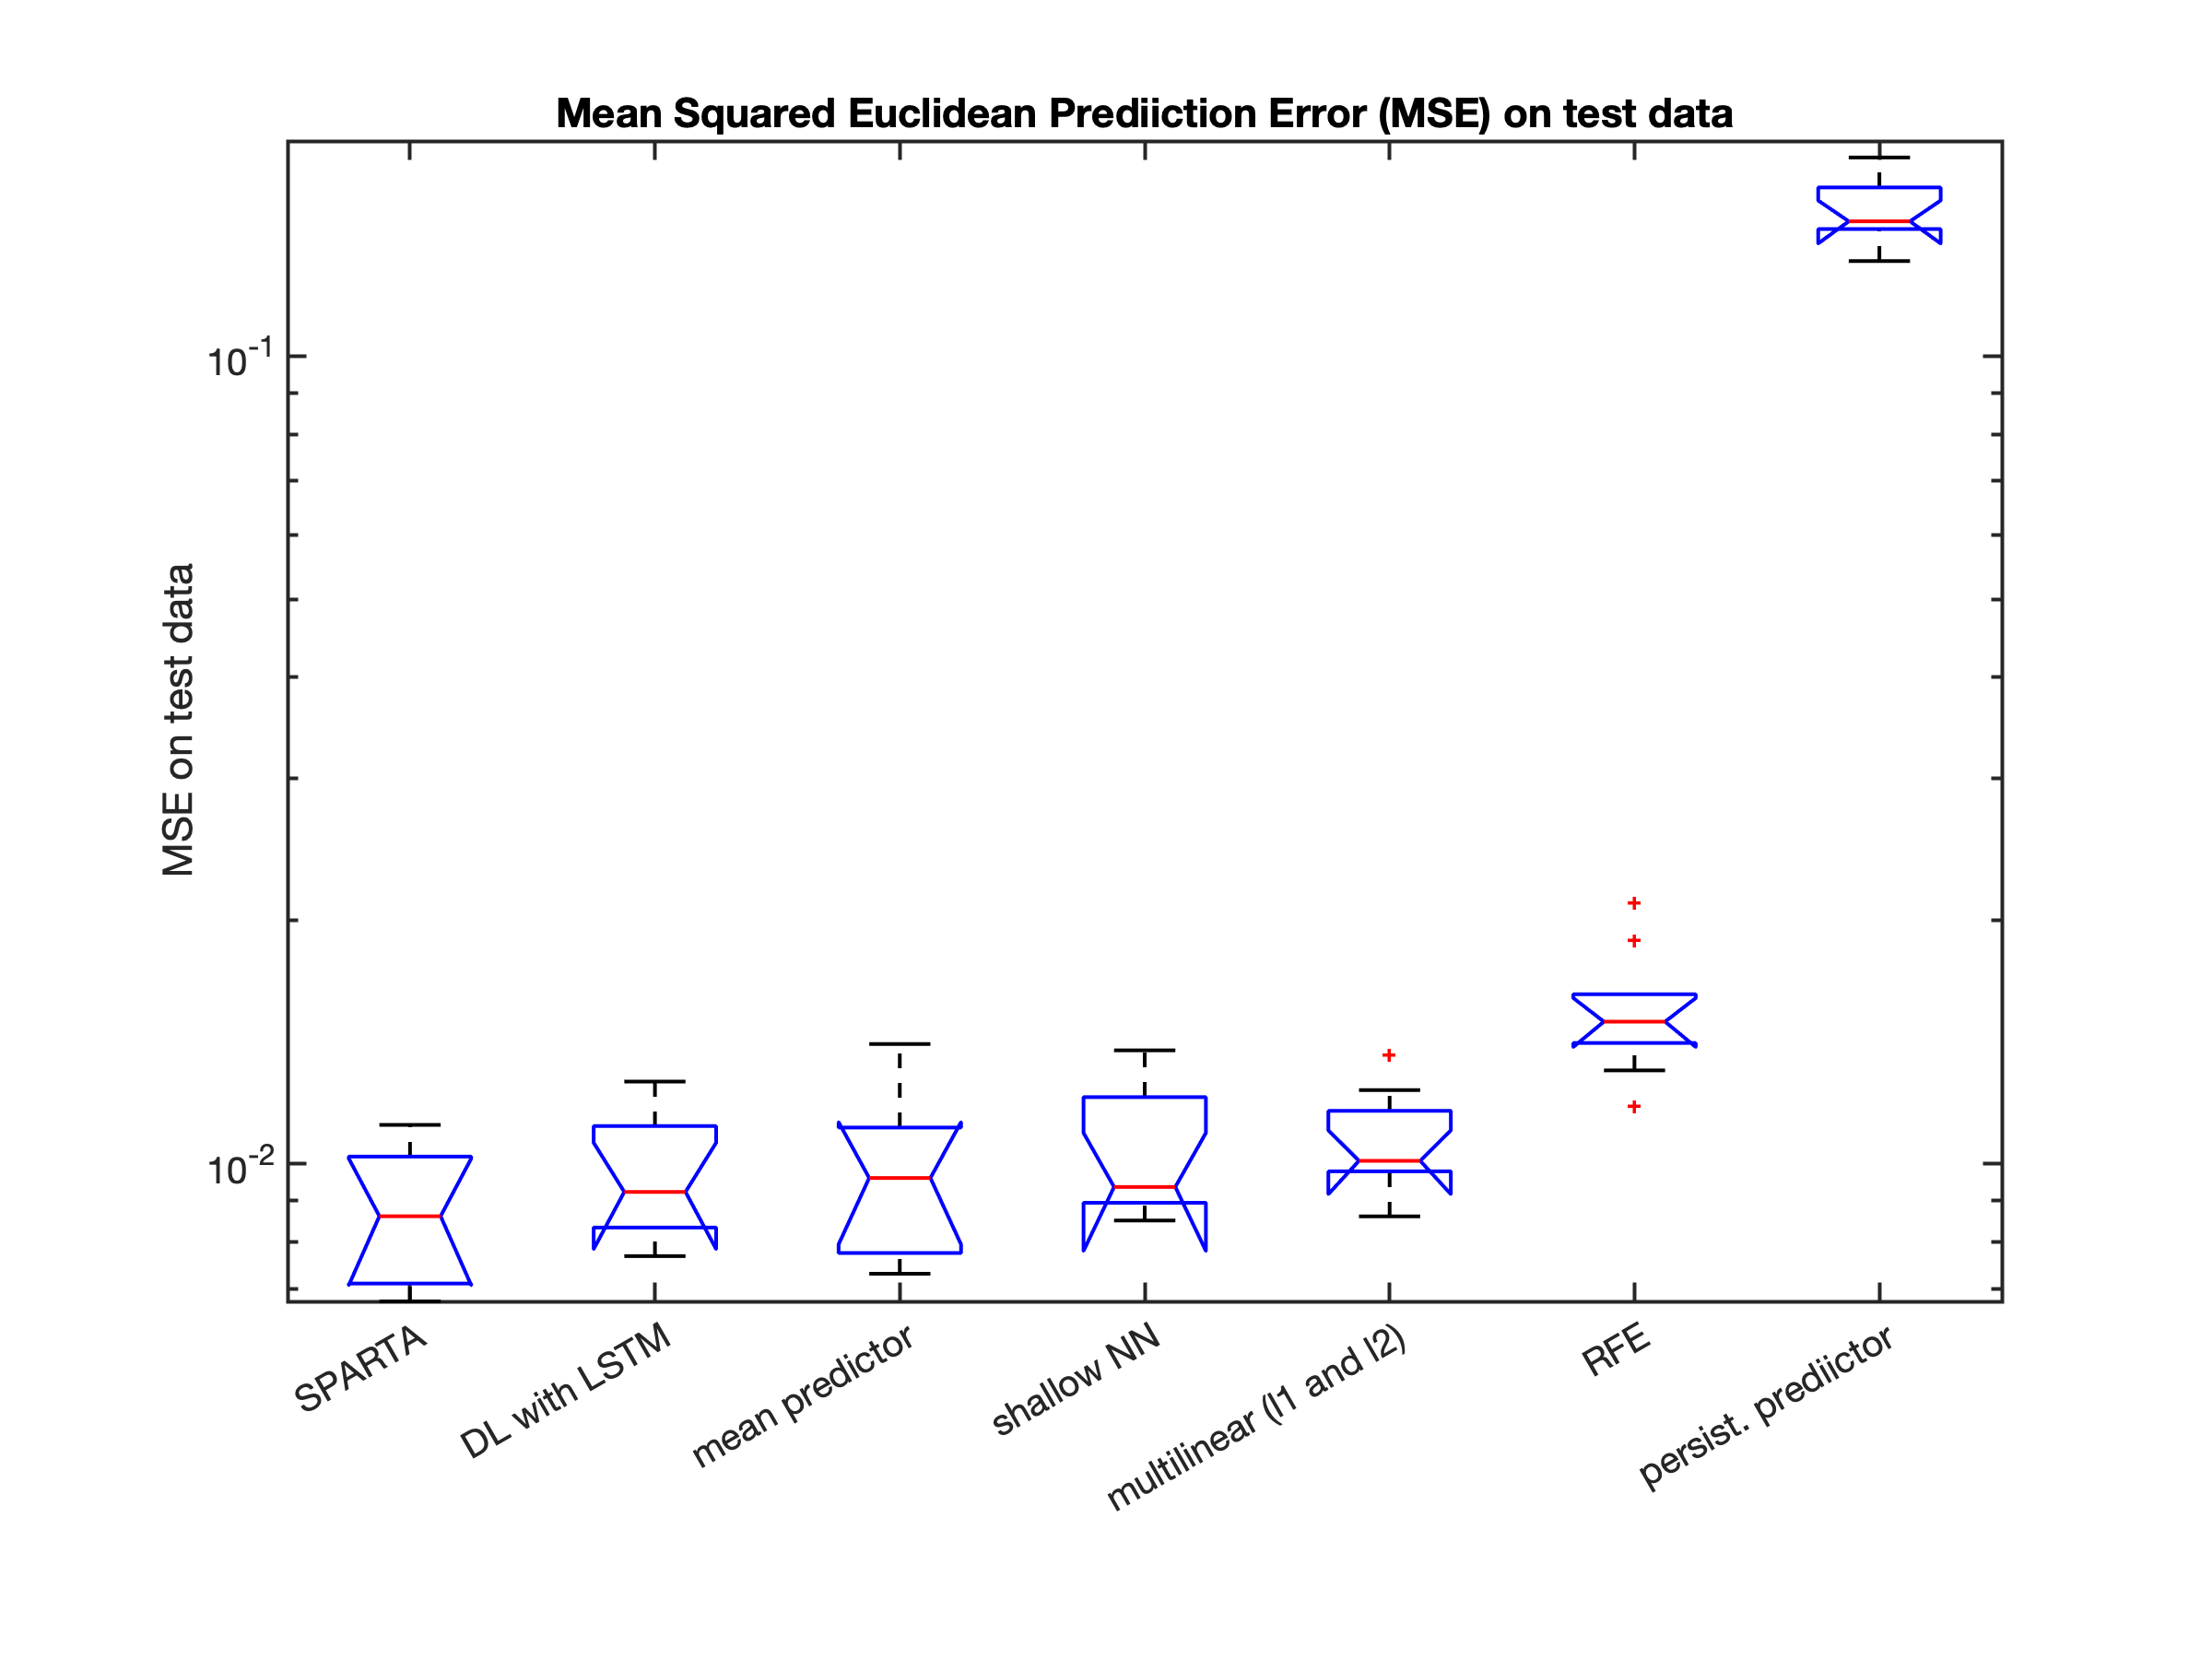 Mean Squared Euclidean Prediiction Error (MSE) on test data
MSE on test data
10-1
10-2
SPARTA
DL with LSTM
mean predictor
shallow NN
multilinear (l1 and l2)
RFE
persist. prediictor